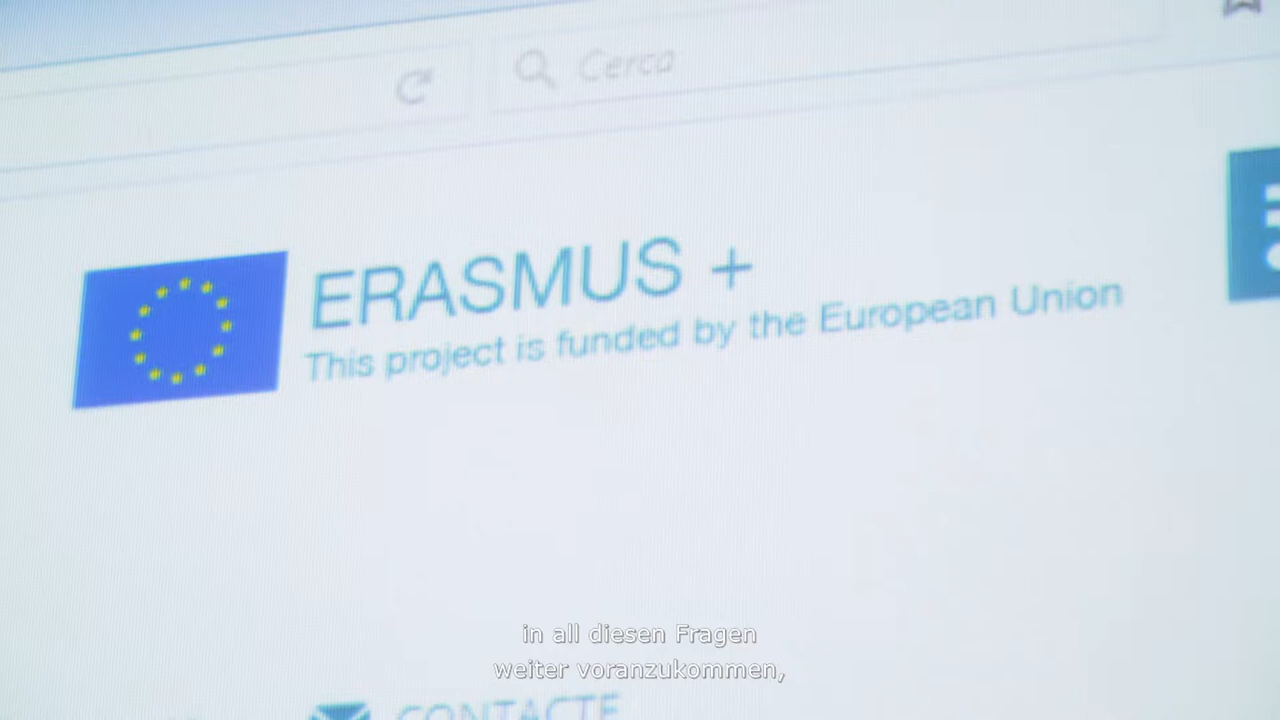 Cerca
ERASMUS +
This project is funded by the European Union
in all diesen Fragen
weiter voranzukommen,
CONTACTE